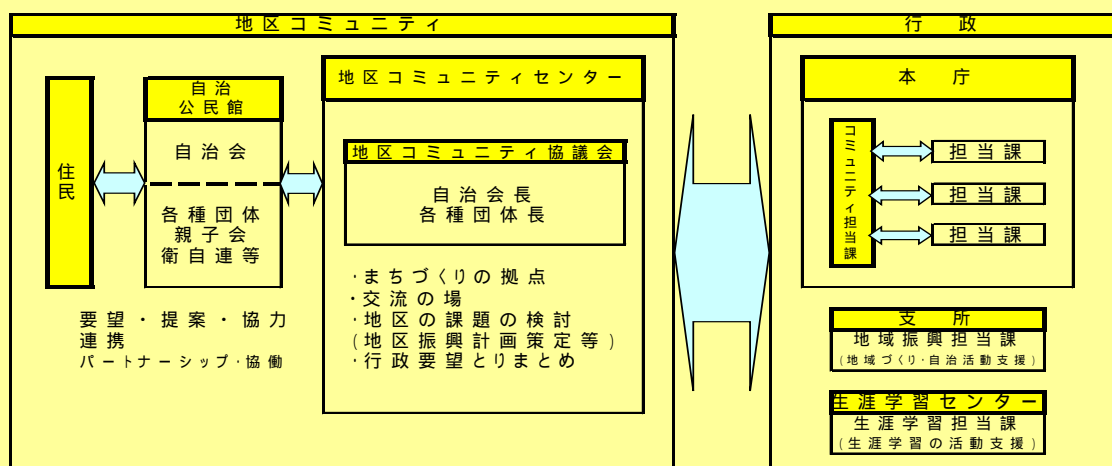 地区コミュニティ
住民
自治
公民館
自治会
各種団体
親子会
衛自連等
要望・提案・協力
連携
パートナーシップ・協働
地区コミュニティセンター
地区コミュニティ協議会
自治会長
各種団体長
・まちづくりの拠点
・交流の場
・地区の課題の検討
(地区振興計画策定等)
・行政要望とりまとめ
行政
本庁
コミュニティ担当課
担当課
担当課
担当課
支所
地域振興担当課
(地域づくり・自治活動支援)
生涯学習センター
生涯学習担当課
(生涯学習の活動支援)